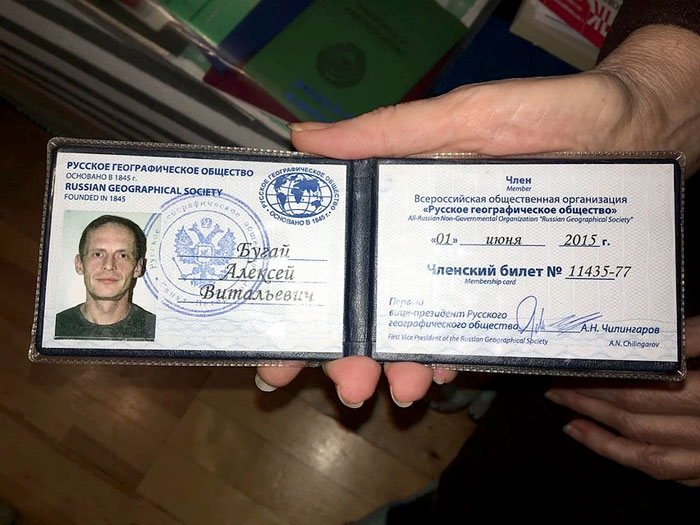 РУССКОЕ ГЕОГРАФИЧЕСКОЕ ОБЩЕСТВО
ОСНОВАНО В 1845 г.
RUSSIAN GEOGRAPHICAL SOCIETY
FOUNDED IN 1845
РУССКОЕ ГЕОГРАФИЧЕСКОЕ ОБЩЕСТВО
• ОСНОВАНО В 1845 г. •
Бугай
Алексей
Витальевич
Член
Member
Всероссийская общественная организация
«Русское географическое общество»
All-Russian Non-Governmental Organization "Russian Geographical Society"
«01» июня 2015 г.
Членский билет № 11435-77
Membership card
Первый
вице-президент Русского
географического общества
А.Н. Чилингаров
First Vice President of the Russian Geographical Society
A.N. Chilingarov